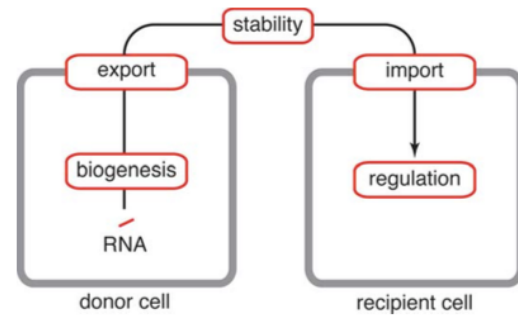 stability
export
import
biogenesis
regulation
RNA
donor cell
recipient cell